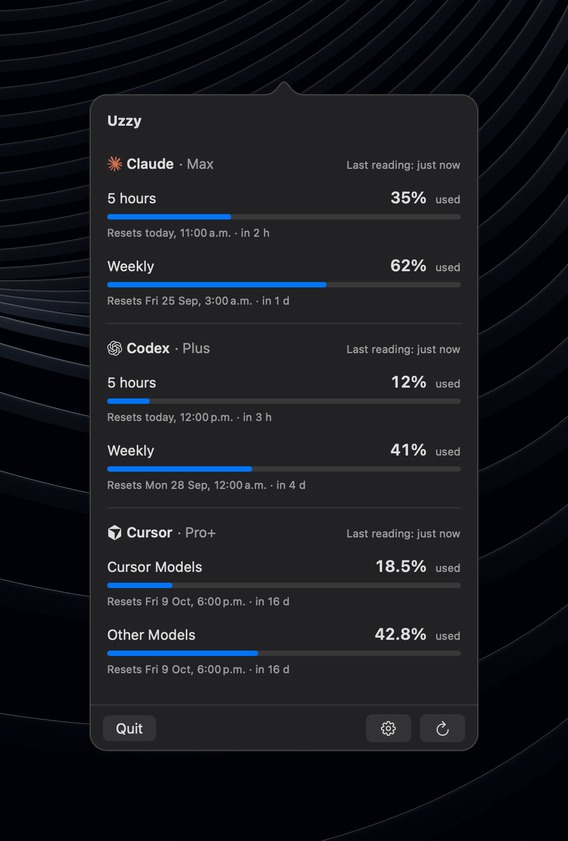 Uzzy
Claude · Max Last reading: just now
5 hours 35% used
Resets today, 11:00 a.m. · in 2 h
Weekly 62% used
Resets Fri 25 Sep, 3:00 a.m. · in 1 d
Codex · Plus Last reading: just now
5 hours 12% used
Resets today, 12:00 p.m. · in 3 h
Weekly 41% used
Resets Mon 28 Sep, 12:00 a.m. · in 4 d
Cursor · Pro+ Last reading: just now
Cursor Models 18.5% used
Resets Fri 9 Oct, 6:00 p.m. · in 16 d
Other Models 42.8% used
Resets Fri 9 Oct, 6:00 p.m. · in 16 d
Quit